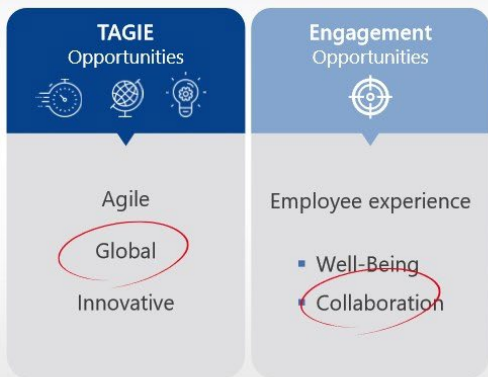 TAGIE
Opportunities
Agile
Global
Innovative
Engagement
Opportunities
Employee experience
▪ Well-Being
▪ Collaboration